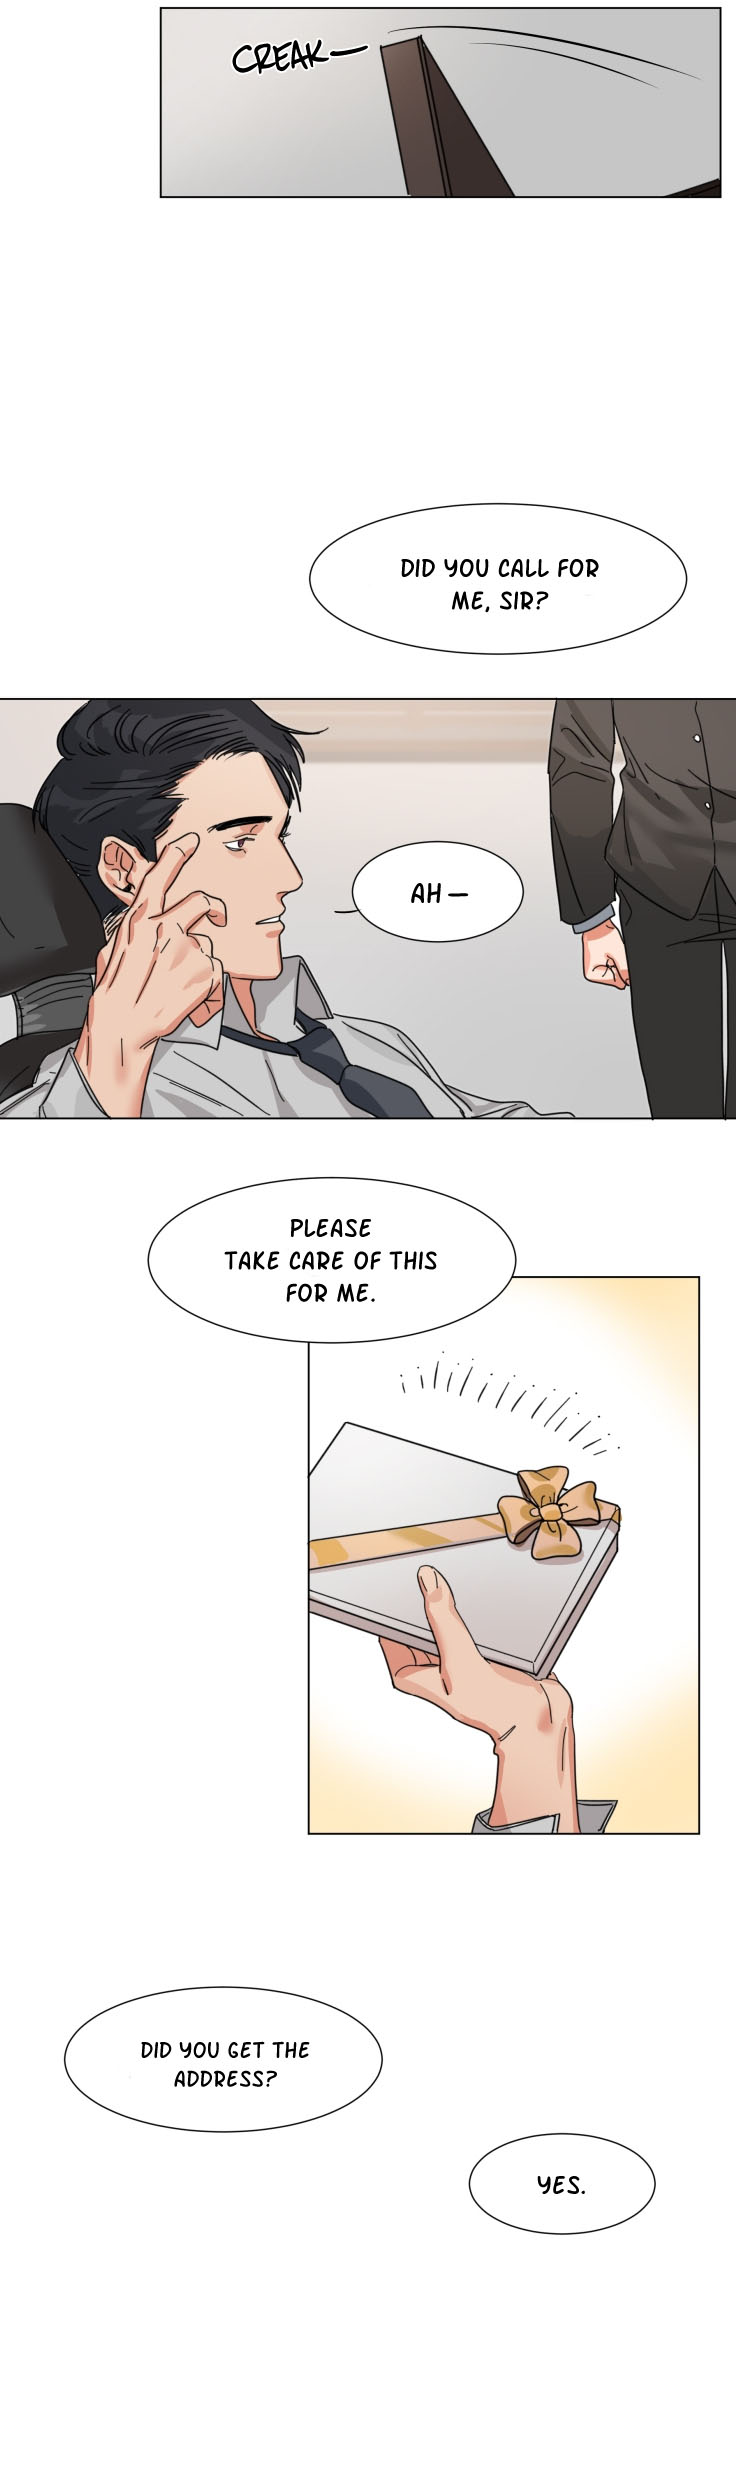 CREAK—
DID YOU CALL FOR
ME, SIR?
AH—
PLEASE
TAKE CARE OF THIS
FOR ME.
DID YOU GET THE
ADDRESS?
YES.